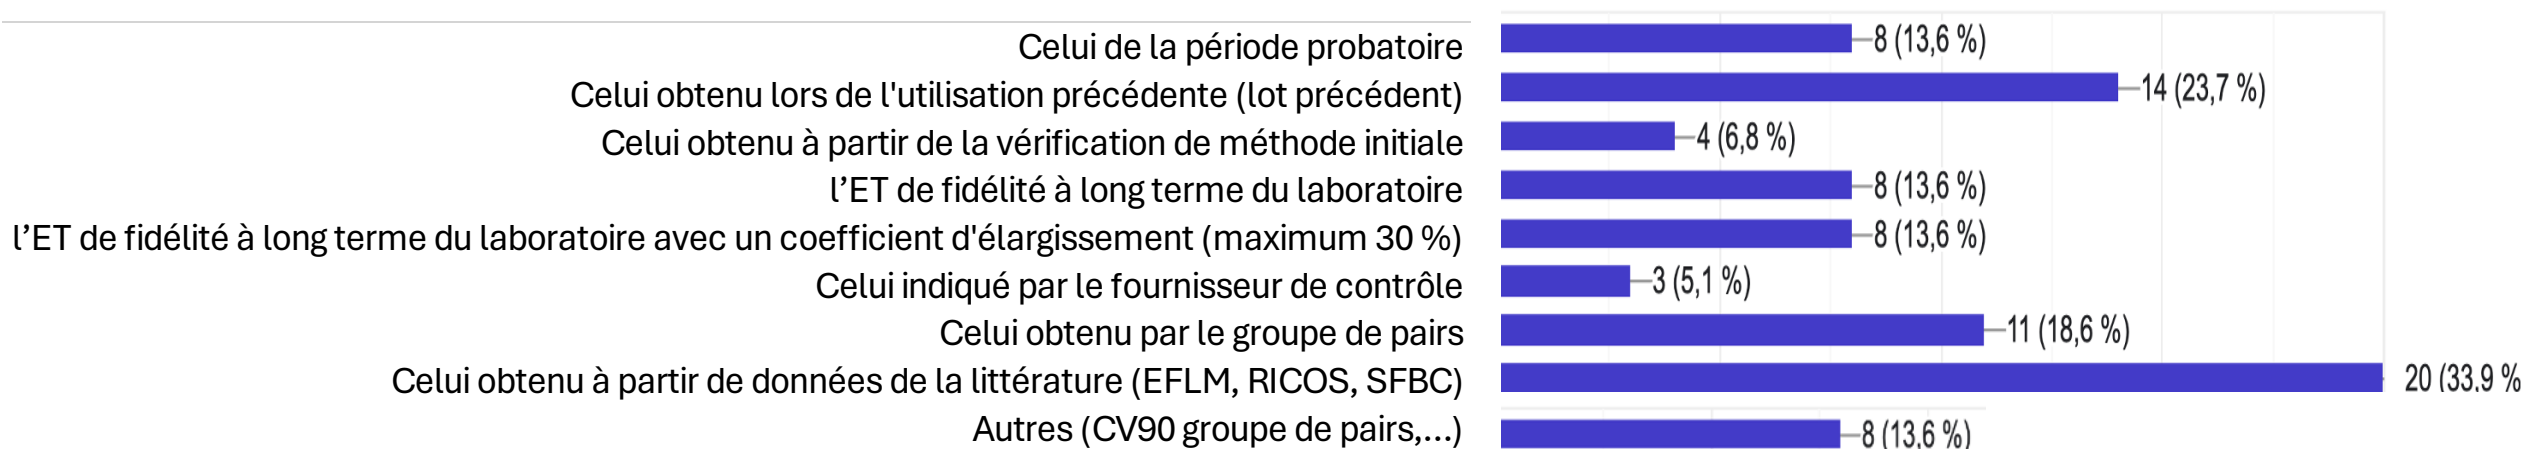 Celui de la période probatoire 8 (13,6 %)
Celui obtenu lors de l'utilisation précédente (lot précédent) 14 (23,7 %)
Celui obtenu à partir de la vérification de méthode initiale 4 (6,8 %)
l’ET de fidélité à long terme du laboratoire 8 (13,6 %)
l’ET de fidélité à long terme du laboratoire avec un coefficient d'élargissement (maximum 30 %) 8 (13,6 %)
Celui indiqué par le fournisseur de contrôle 3 (5,1 %)
Celui obtenu par le groupe de pairs 11 (18,6 %)
Celui obtenu à partir de données de la littérature (EFLM, RICOS, SFBC) 20 (33,9 %
Autres (CV90 groupe de pairs,...) 8 (13,6 %)